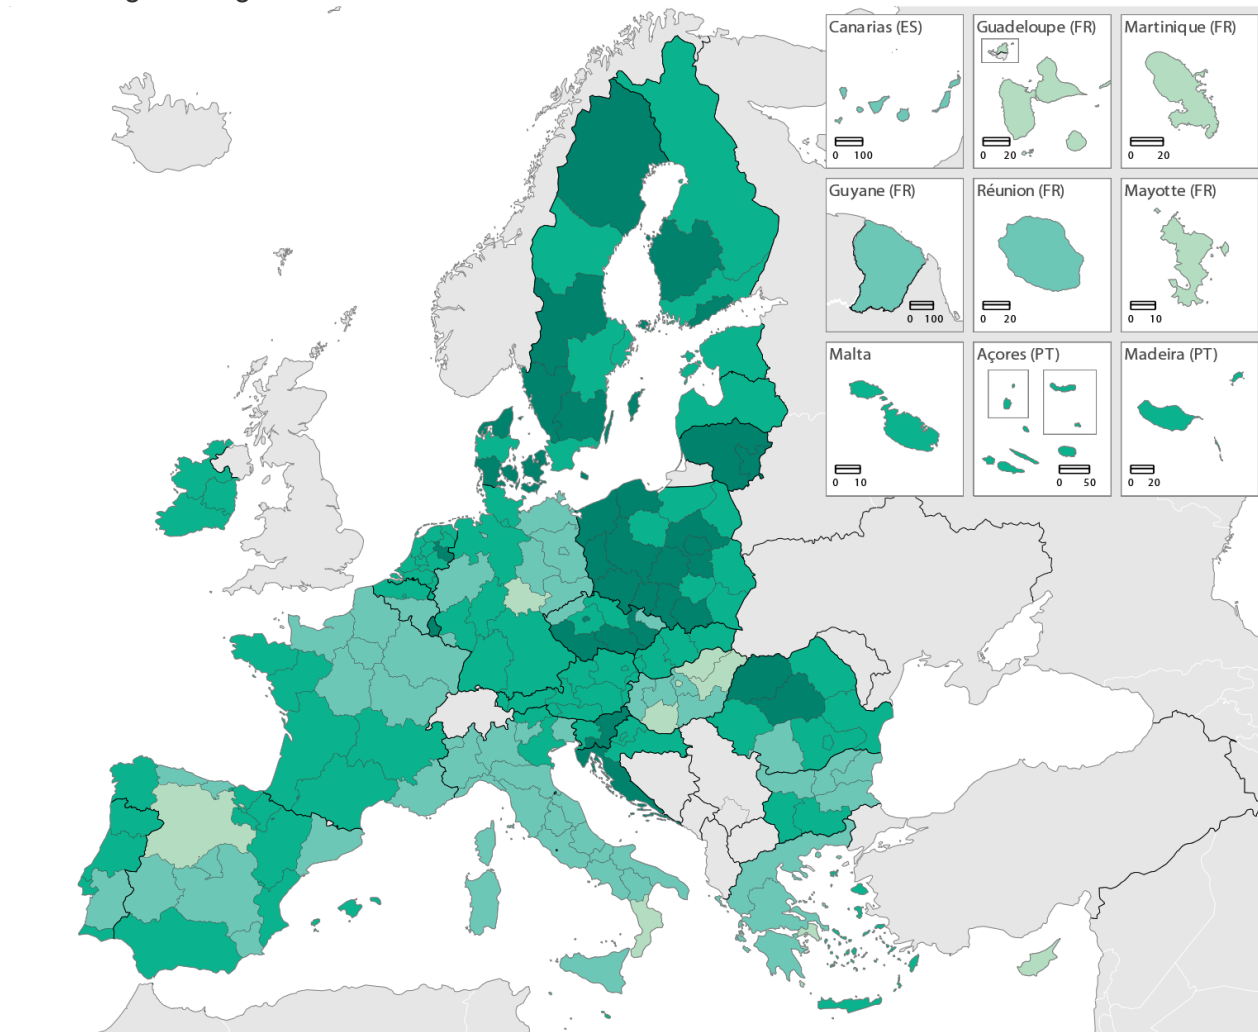 Canarias (ES)
0 100
Guadeloupe (FR)
0 20
Martinique (FR)
0 20
Guyane (FR)
0 100
Réunion (FR)
0 20
Mayotte (FR)
0 10
Malta
0 10
Açores (PT)
0 50
Madeira (PT)
0 20